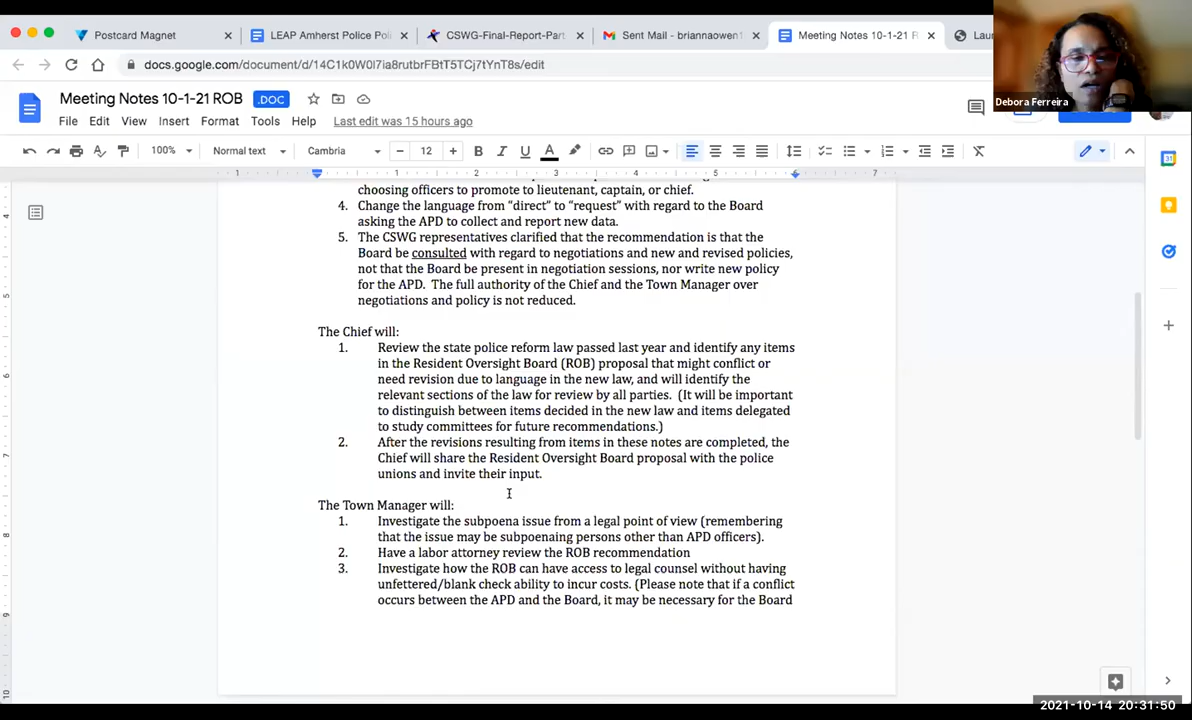 Postcard Magnet
LEAP Amherst Police Pol
CSWG-Final-Report-Part
Sent Mail - briannaowen
Meeting Notes 10-1-21 R
Lau
docs.google.com/document/d/14C1k0W0l7ia8rutbrFBtT5TCj7tYnT8s/edit
Debora Ferreira
Meeting Notes 10-1-21 ROB
.DOC
File Edit View Insert Format Tools Help Last edit was 15 hours ago
100% Normal text Cambria 12
1 1 2 3 4 5 6 7
choosing officers to promote to lieutenant, captain, or chief.
4. Change the language from “direct” to “request” with regard to the Board
asking the APD to collect and report new data.
5. The CSWG representatives clarified that the recommendation is that the
Board be consulted with regard to negotiations and new and revised policies,
not that the Board be present in negotiation sessions, nor write new policy
for the APD. The full authority of the Chief and the Town Manager over
negotiations and policy is not reduced.
The Chief will:
1. Review the state police reform law passed last year and identify any items
in the Resident Oversight Board (ROB) proposal that might conflict or
need revision due to language in the new law, and will identify the
relevant sections of the law for review by all parties. (It will be important
to distinguish between items decided in the new law and items delegated
to study committees for future recommendations.)
2. After the revisions resulting from items in these notes are completed, the
Chief will share the Resident Oversight Board proposal with the police
unions and invite their input.
The Town Manager will:
1. Investigate the subpoena issue from a legal point of view (remembering
that the issue may be subpoenaing persons other than APD officers).
2. Have a labor attorney review the ROB recommendation
3. Investigate how the ROB can have access to legal counsel without having
unfettered/blank check ability to incur costs. (Please note that if a conflict
occurs between the APD and the Board, it may be necessary for the Board
2021-10-14 20:31:50